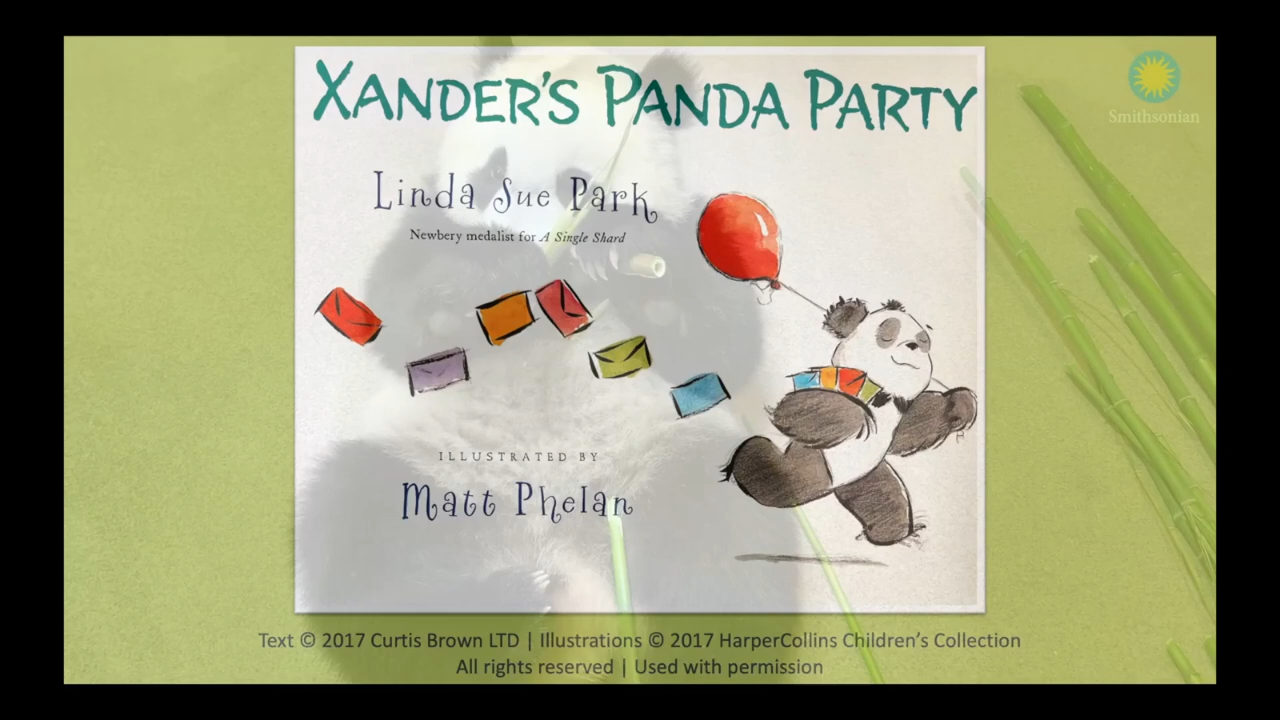 XANDER'S PANDA PARTY
Smithsonian
Linda Sue Park
Newbery medalist for A Single Shard
ILLUSTRATED BY
Matt Phelan
Text © 2017 Curtis Brown LTD | Illustrations © 2017 HarperCollins Children's Collection
All rights reserved | Used with permission